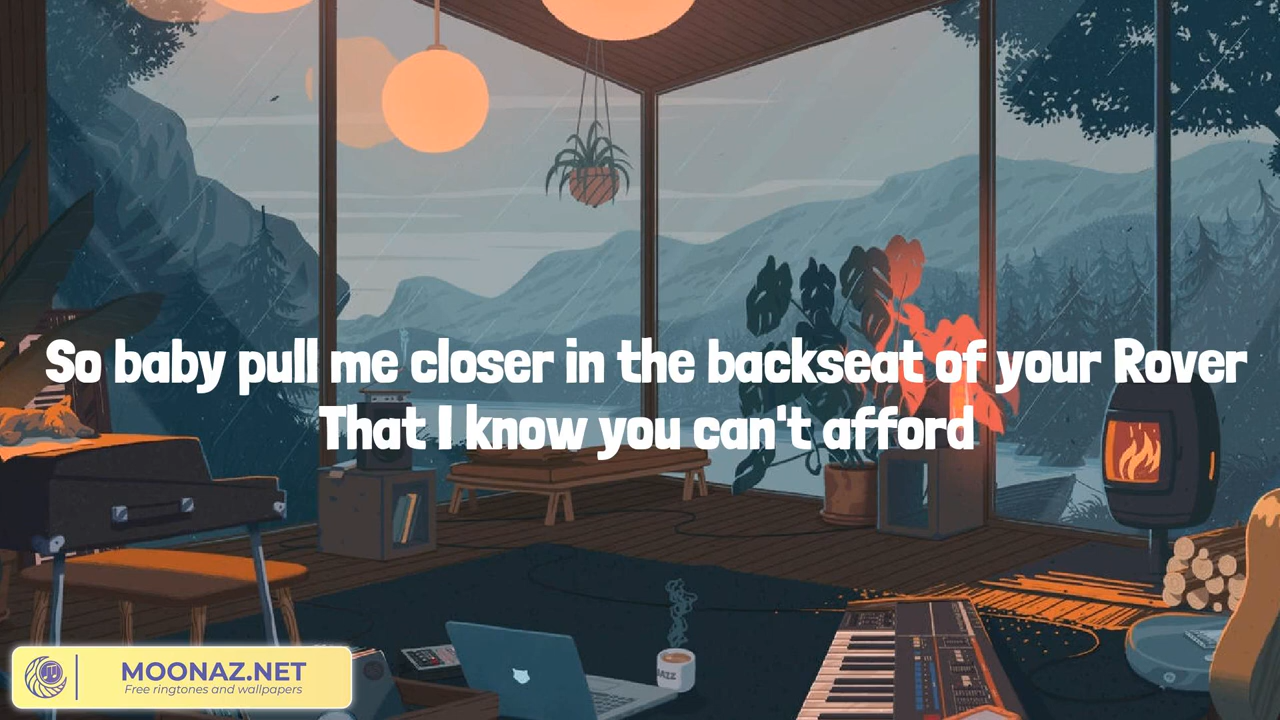 So baby pull me closer in the backseat of your Rover
That I know you can't afford
JAZZ
MOONAZ.NET
Free ringtones and wallpapers